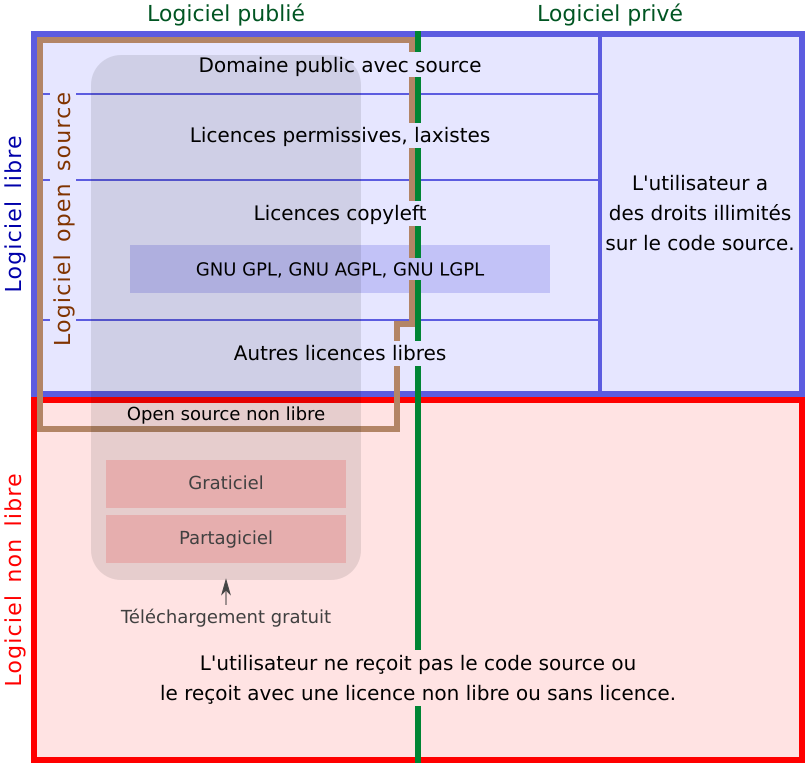 Logiciel publié
Logiciel privé
Logiciel libre
Logiciel open source
Domaine public avec source
Licences permissives, laxistes
Licences copyleft
GNU GPL, GNU AGPL, GNU LGPL
Autres licences libres
L'utilisateur a
des droits illimités
sur le code source.
Logiciel non libre
Open source non libre
Graticiel
Partagiciel
Téléchargement gratuit
L'utilisateur ne reçoit pas le code source ou
le reçoit avec une licence non libre ou sans licence.